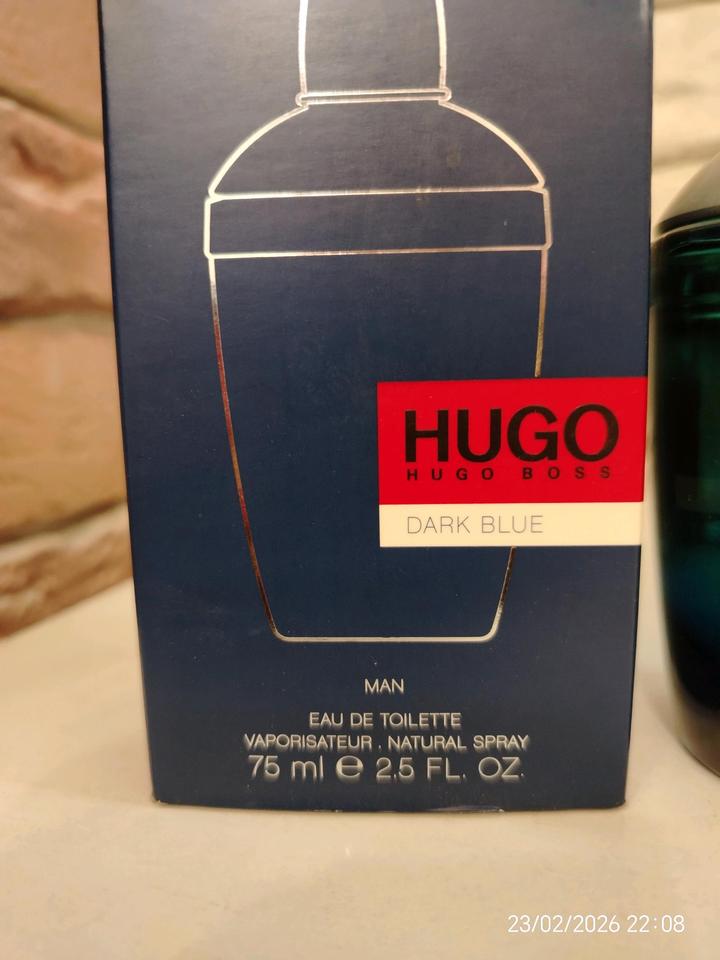 HUGO
HUGO BOSS
DARK BLUE
MAN
EAU DE TOILETTE
VAPORISATEUR . NATURAL SPRAY
75 ml ℮ 2.5 FL. OZ.
23/02/2026 22:08